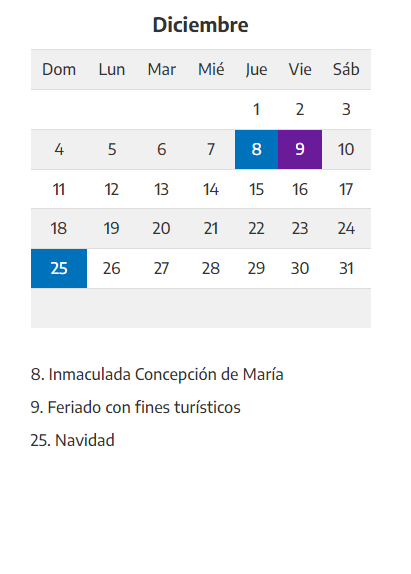 Diciembre
Dom Lun Mar Mié Jue Vie Sáb
1 2 3
4 5 6 7 8 9 10
11 12 13 14 15 16 17
18 19 20 21 22 23 24
25 26 27 28 29 30 31
8. Inmaculada Concepción de María
9. Feriado con fines turísticos
25. Navidad